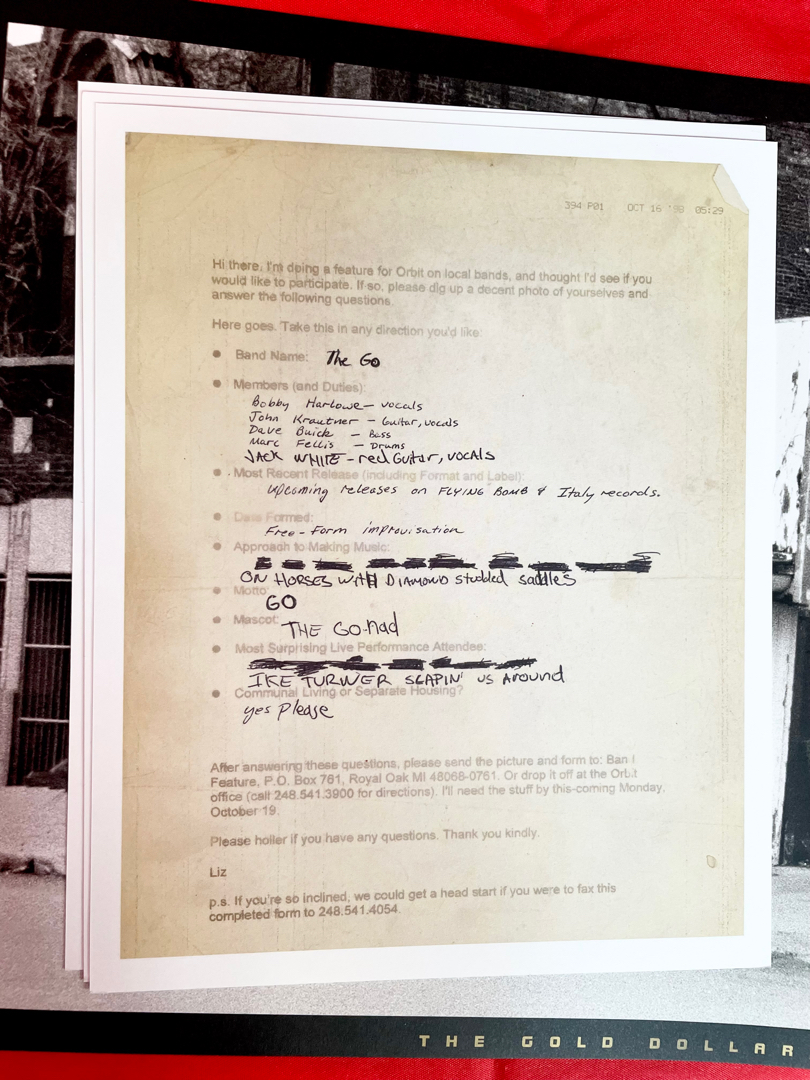 394 P01 OCT 16 '98 05:29
Hi there, I'm doing a feature for Orbit on local bands, and thought I'd see if you
would like to participate. If so, please dig up a decent photo of yourselves and
answer the following questions.
Here goes. Take this in any direction you'd like:
• Band Name: The Go
• Members (and Duties):
Bobby Harlowe – vocals
John Krautner – Guitar, vocals
Dave Buick – Bass
Marc Fellis – Drums
JACK WHITE – red Guitar, vocals
• Most Recent Release (including Format and Label):
upcoming releases on FLYING BOMB & Italy records.
• Date Formed:
Free-form improvisation
• Approach to Making Music:
ON HORSES WITH DIAMOND studded saddles
• Motto:
GO
• Mascot: THE GO-nad
• Most Surprising Live Performance Attendee:
IKE TURNER SLAPIN' US Around
• Communal Living or Separate Housing?
yes please
After answering these questions, please send the picture and form to: Ban
Feature, P.O. Box 761, Royal Oak MI 48068-0761. Or drop it off at the Orbit
office (call 248.541.3900 for directions). I'll need the stuff by this-coming Monday,
October 19.
Please holler if you have any questions. Thank you kindly.
Liz
p.s. If you're so inclined, we could get a head start if you were to fax this
completed form to 248.541.4054.
THE GOLD DOLLAR